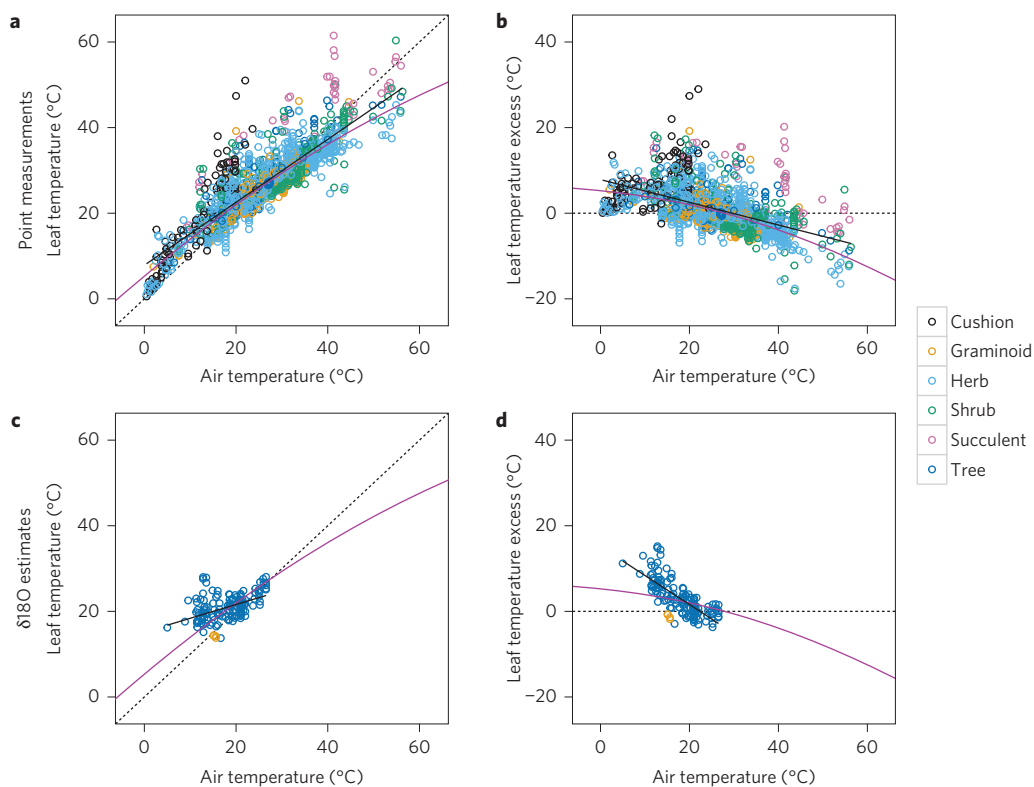 a
Point measurements
Leaf temperature (°C)
60
40
20
0
0 20 40 60
Air temperature (°C)
b
Leaf temperature excess (°C)
40
20
0
−20
0 20 40 60
Air temperature (°C)
Cushion
Graminoid
Herb
Shrub
Succulent
Tree
c
δ18O estimates
Leaf temperature (°C)
60
40
20
0
0 20 40 60
Air temperature (°C)
d
Leaf temperature excess (°C)
40
20
0
−20
0 20 40 60
Air temperature (°C)